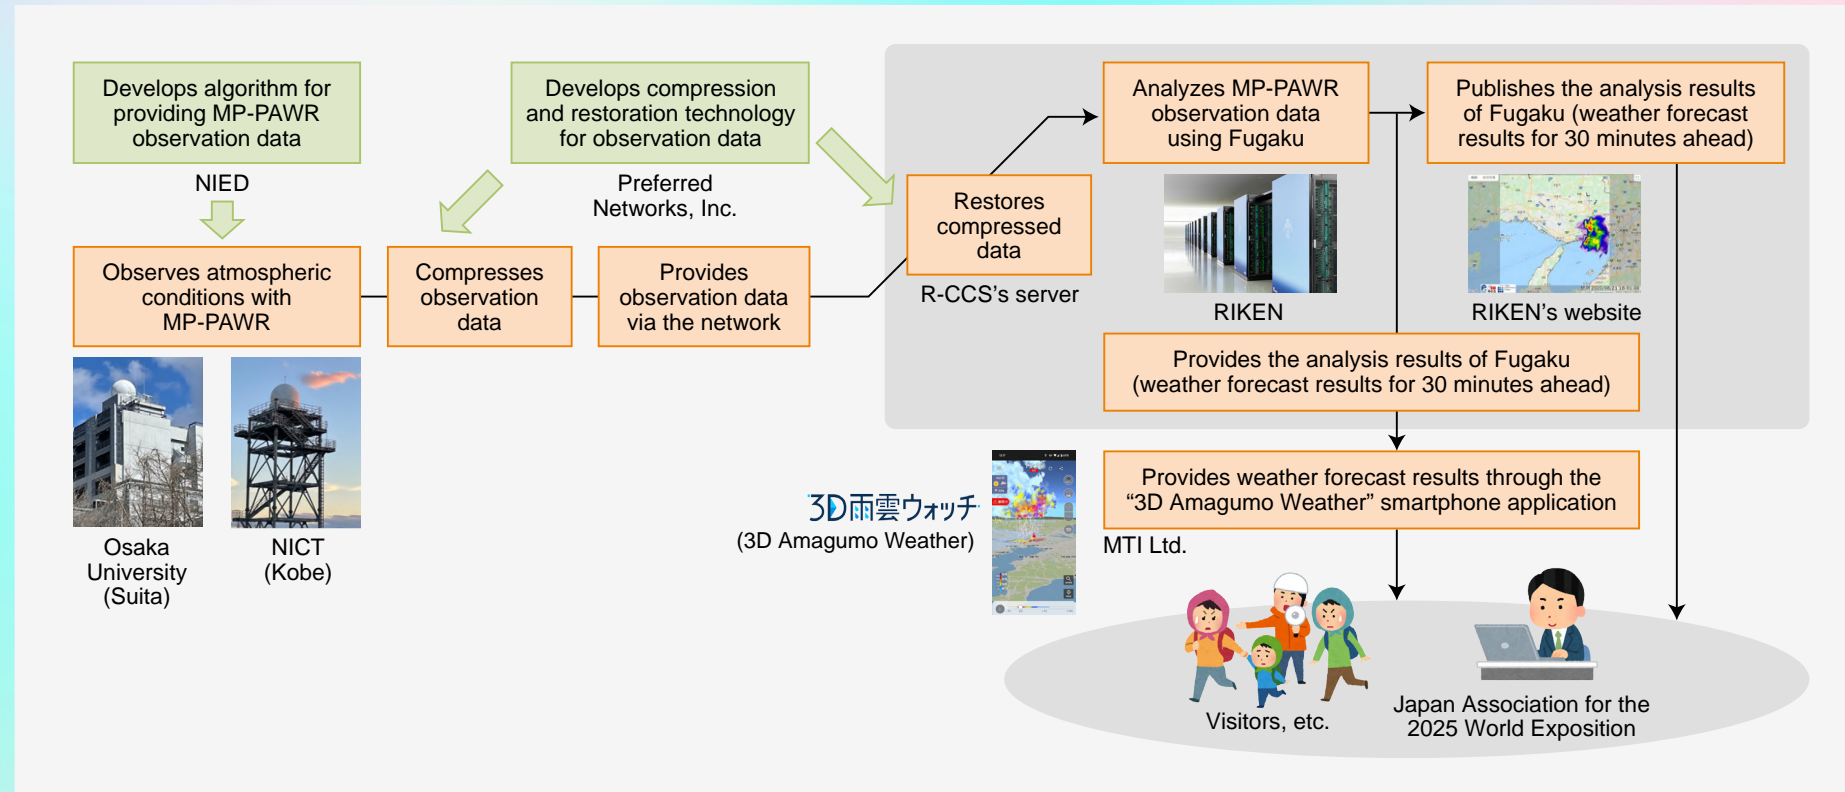 Develops algorithm for
providing MP-PAWR
observation data
NIED
Develops compression
and restoration technology
for observation data
Preferred
Networks, Inc.
Observes atmospheric
conditions with
MP-PAWR
Compresses
observation
data
Provides
observation data
via the network
Restores
compressed
data
R-CCS’s server
Analyzes MP-PAWR
observation data
using Fugaku
RIKEN
Publishes the analysis results
of Fugaku (weather forecast
results for 30 minutes ahead)
RIKEN’s website
Provides the analysis results of Fugaku
(weather forecast results for 30 minutes ahead)
Osaka
University
(Suita)
NICT
(Kobe)
3D雨雲ウォッチ
(3D Amagumo Weather)
Provides weather forecast results through the
“3D Amagumo Weather” smartphone application
MTI Ltd.
Visitors, etc.
Japan Association for the
2025 World Exposition